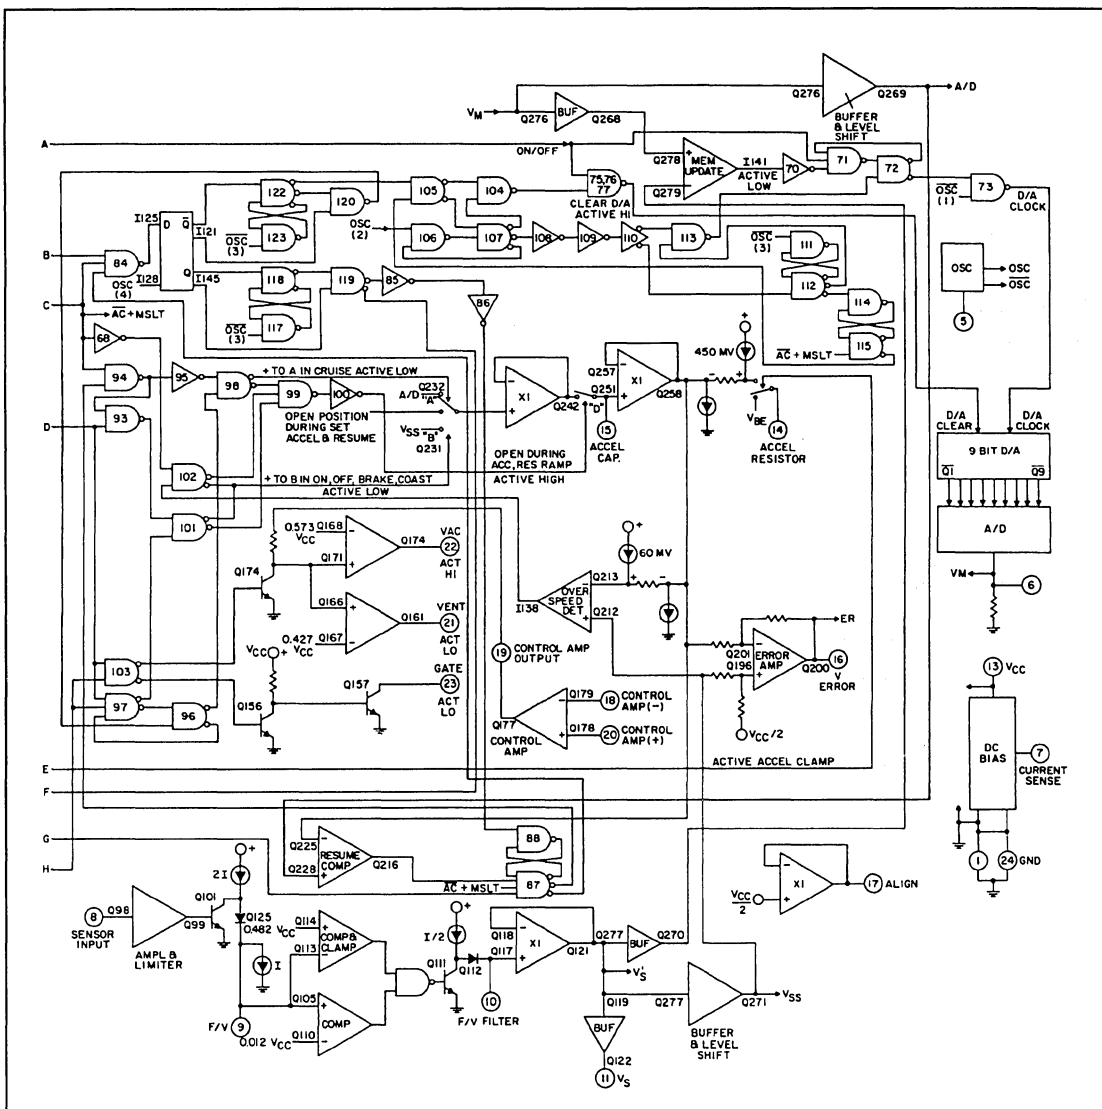 V_M
Q276
BUF
Q268
Q276
Q269
A/D
BUFFER
& LEVEL
SHIFT
A
ON/OFF
Q278
+
MEM
UPDATE
Q279
−
I141
ACTIVE
LOW
70
71
72
73
OSC
(1)
D/A
CLOCK
122
120
105
104
75,76
77
CLEAR D/A
ACTIVE HI
I125
D
Q
I121
123
OSC
(3)
OSC
(2)
106
107
108
109
110
113
OSC
(3)
111
112
OSC
OSC
OSC
5
B
84
I128
OSC
(4)
Q
I145
118
119
85
86
117
OSC
(3)
114
115
AC + MSLT
C
AC + MSLT
68
94
95
98
99
100
+ TO A IN CRUISE ACTIVE LOW
A/D
"A"
Q232
VSS
"B"
Q231
OPEN POSITION
DURING SET
ACCEL & RESUME
−
X1
+
Q242
"D"
Q251
Q257
−
X1
+
Q258
15
ACCEL
CAP.
450 MV
+
−
+
VBE
14
ACCEL
RESISTOR
OPEN DURING
ACC, RES RAMP
ACTIVE HIGH
D/A
CLEAR
D/A
CLOCK
9 BIT D/A
Q1
Q9
A/D
VM
6
93
D
102
101
+ TO B IN ON, OFF, BRAKE, COAST
ACTIVE LOW
0.573
VCC
Q168
−
Q171
+
Q174
VAC
22
ACT
HI
Q174
Q166
+
0.427
VCC
Q167
−
Q161
VENT
21
ACT
LO
VCC
+
GATE
23
ACT
LO
Q157
Q156
103
97
96
I138
OVER
SPEED
DET
Q213
−
Q212
+
+
60 MV
+
−
19
CONTROL AMP
OUTPUT
Q177
CONTROL
AMP
Q179
−
18
CONTROL
AMP(−)
Q178
+
20
CONTROL
AMP(+)
Q201
−
Q196
+
ERROR
AMP
Q200
ER
16
V
ERROR
VCC/2
13
VCC
DC
BIAS
7
CURRENT
SENSE
1
24
GND
ACTIVE ACCEL CLAMP
E
F
G
H
Q225
−
RESUME
COMP
Q228
+
Q216
88
87
AC + MSLT
8
Q98
SENSOR
INPUT
AMPL &
LIMITER
Q99
Q101
+
2I
Q125
0.482
VCC
I
9
F/V
Q114
+
COMP &
CLAMP
Q113
−
Q105
+
COMP
Q110
−
0.012 VCC
+
I/2
Q111
Q112
10
F/V FILTER
Q118
−
X1
Q117
+
Q121
Q277
BUF
Q270
V'S
Q119
Q277
Q271
VSS
BUFFER
& LEVEL
SHIFT
BUF
Q122
11
VS
−
X1
+
VCC
2
17
ALIGN